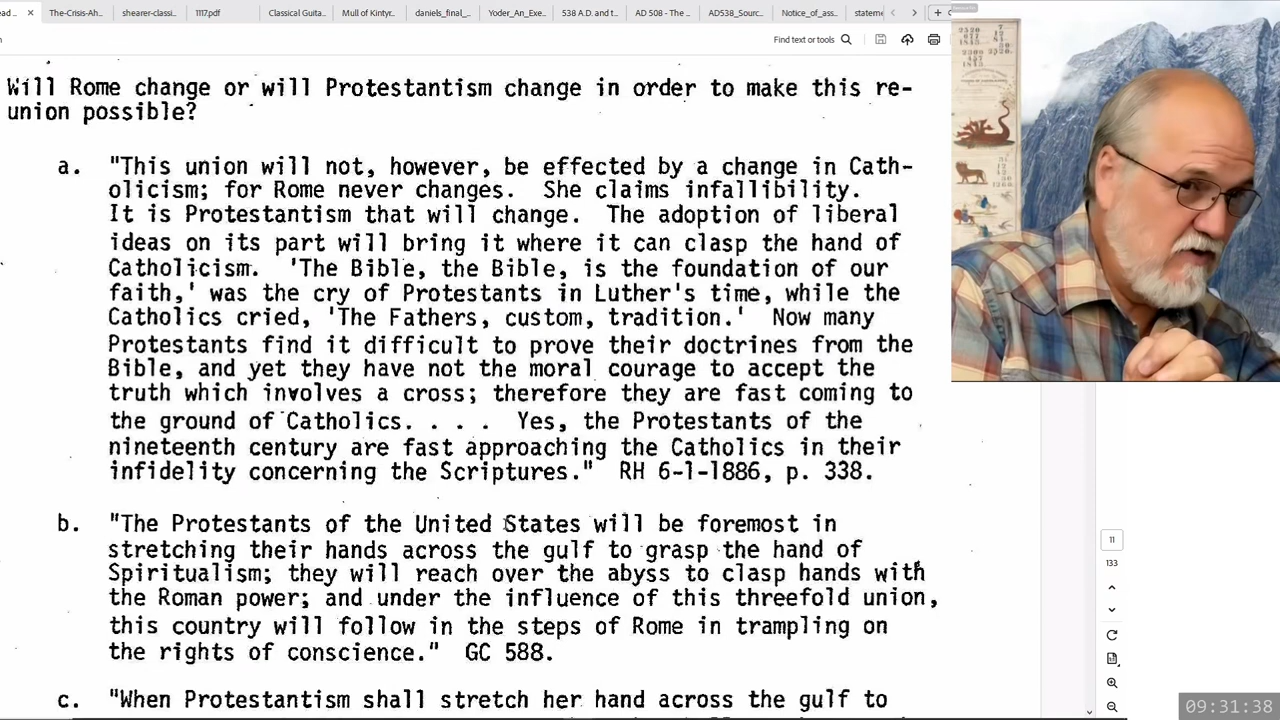 ead ...
The-Crisis-Ah...
shearer-classi...
1117.pdf
Classical Guita...
Mull of Kintyr...
daniels_final_...
Yoder_An_Exe...
538 A.D. and t...
AD 508 - The ...
AD538_Sourc...
Notice_of_ass...
stateme
Find text or tools
Will Rome change or will Protestantism change in order to make this re-
union possible?
a. "This union will not, however, be effected by a change in Cath-
olicism; for Rome never changes. She claims infallibility.
It is Protestantism that will change. The adoption of liberal
ideas on its part will bring it where it can clasp the hand of
Catholicism. 'The Bible, the Bible, is the foundation of our
faith,' was the cry of Protestants in Luther's time, while the
Catholics cried, 'The Fathers, custom, tradition.' Now many
Protestants find it difficult to prove their doctrines from the
Bible, and yet they have not the moral courage to accept the
truth which involves a cross; therefore they are fast coming to
the ground of Catholics. . . . Yes, the Protestants of the
nineteenth century are fast approaching the Catholics in their
infidelity concerning the Scriptures." RH 6-1-1886, p. 338.
b. "The Protestants of the United States will be foremost in
stretching their hands across the gulf to grasp the hand of
Spiritualism; they will reach over the abyss to clasp hands with
the Roman power; and under the influence of this threefold union,
this country will follow in the steps of Rome in trampling on
the rights of conscience." GC 588.
c. "When Protestantism shall stretch her hand across the gulf to
11
133
09:31:38